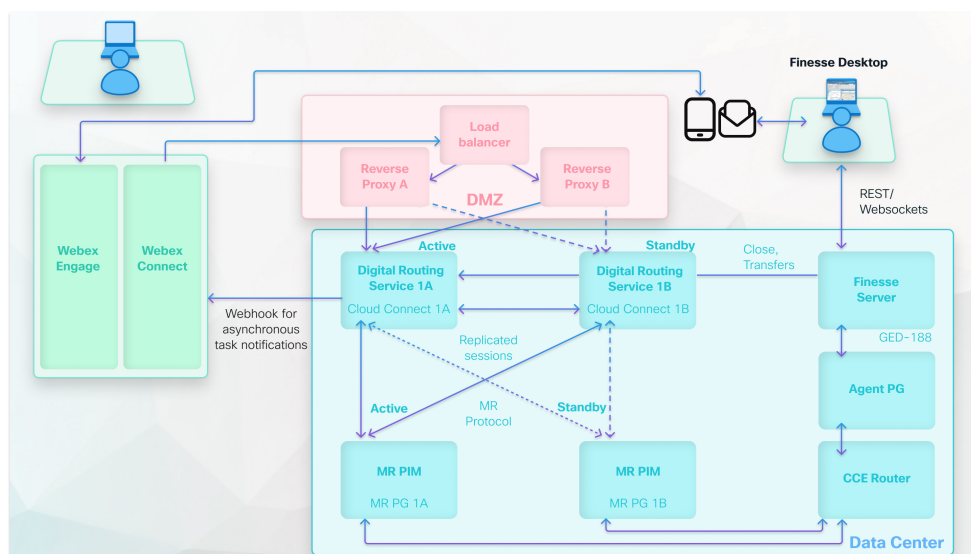 Finesse Desktop
Load
balancer
Reverse
Proxy A
Reverse
Proxy B
DMZ
REST/
Websockets
Webex
Engage
Webex
Connect
Active
Standby
Close,
Transfers
Digital Routing
Service 1A
Cloud Connect 1A
Digital Routing
Service 1B
Cloud Connect 1B
Finesse
Server
Webhook for
asynchronous
task notifications
Replicated
sessions
GED-188
Agent PG
Active
MR
Protocol
Standby
MR PIM
MR PG 1A
MR PIM
MR PG 1B
CCE Router
Data Center